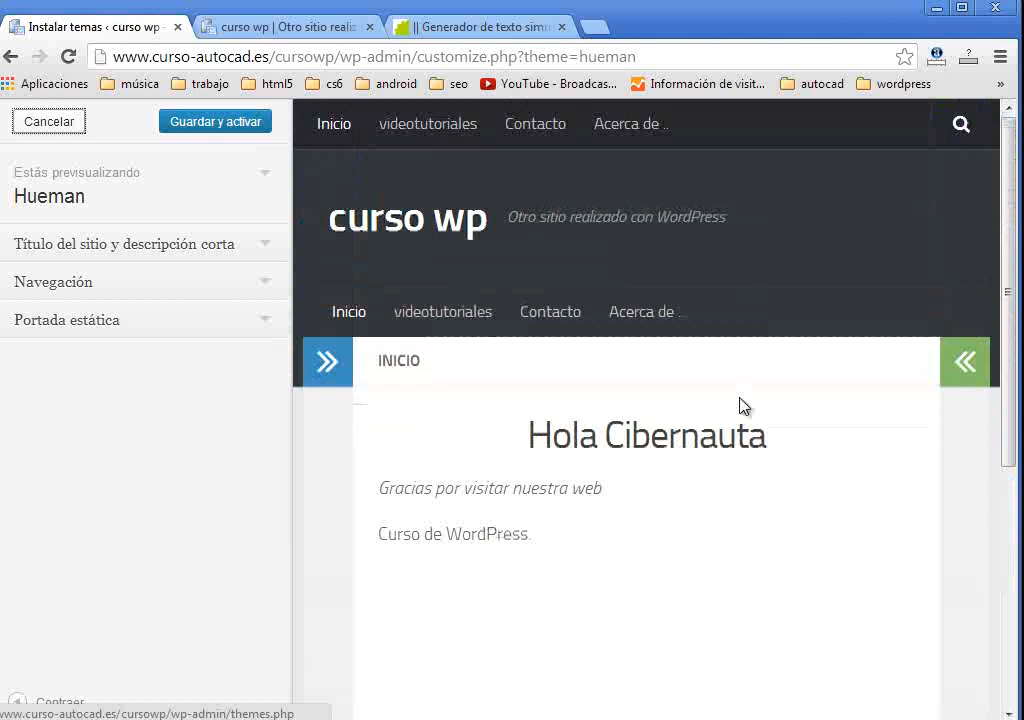 Instalar temas ‹ curso wp -
curso wp | Otro sitio realiz
|| Generador de texto simu
www.curso-autocad.es/cursowp/wp-admin/customize.php?theme=hueman
Aplicaciones música trabajo html5 cs6 android seo YouTube - Broadcas... Información de visit... autocad wordpress »
Cancelar
Guardar y activar
Estás previsualizando
Hueman
Título del sitio y descripción corta
Navegación
Portada estática
Contraer
www.curso-autocad.es/cursowp/wp-admin/themes.php
Inicio videotutoriales Contacto Acerca de ..
curso wp Otro sitio realizado con WordPress
Inicio videotutoriales Contacto Acerca de ..
INICIO
Hola Cibernauta
Gracias por visitar nuestra web
Curso de WordPress.